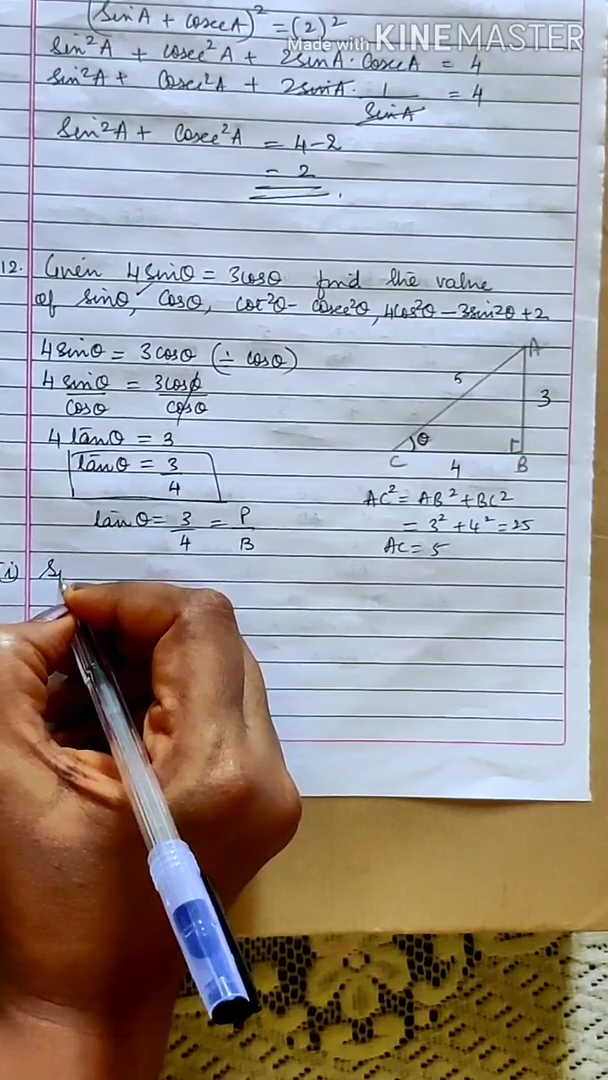 (sinA + cosecA)² = (2)²
Made with KINEMASTER
sin²A + cosec²A + 2sinA · cosecA = 4
sin²A + cosec²A + 2sinA · 1/sinA = 4
sin²A + cosec²A = 4 - 2
= 2
12. Given 4sinθ = 3cosθ find the value
of sinθ, cosθ, cot²θ - cosec²θ, 4cos²θ - 3sin²θ + 2
4sinθ = 3cosθ (÷ cosθ)
4 sinθ/cosθ = 3cosθ/cosθ
4 tanθ = 3
tanθ = 3/4
tanθ = 3/4 = P/B
A
5
3
θ
C
4
B
AC² = AB² + BC²
= 3² + 4² = 25
AC = 5
(i) Si